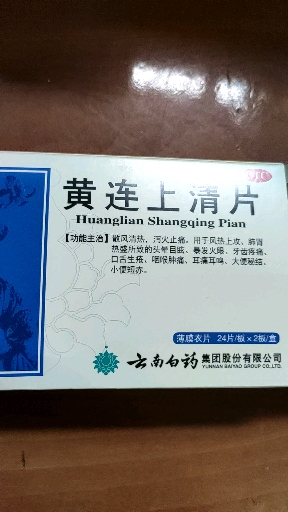 黄连上清片
Huanglian Shangqing Pian
【功能主治】散风清热，泻火止痛。用于风热上攻、肺胃
热盛所致的头晕目眩、暴发火眼、牙齿疼痛、
口舌生疮、咽喉肿痛、耳痛耳鸣、大便秘结、
小便短赤。
薄膜衣片 24片/板×2板/盒
云南白药 集团股份有限公司
YUNNAN BAIYAO GROUP CO.,LTD.